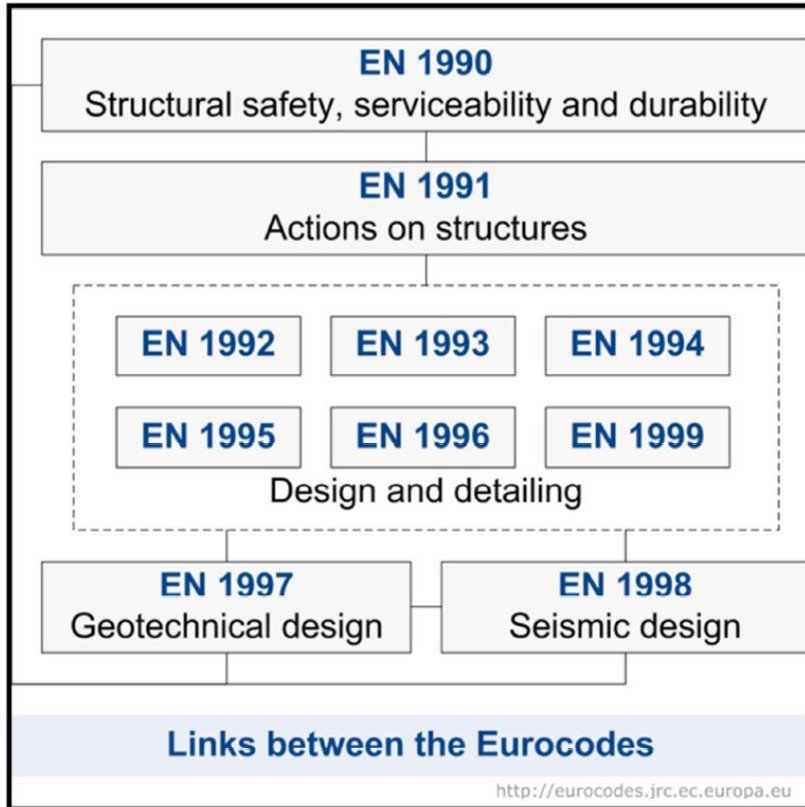 EN 1990
Structural safety, serviceability and durability
EN 1991
Actions on structures
EN 1992
EN 1993
EN 1994
EN 1995
EN 1996
EN 1999
Design and detailing
EN 1997
Geotechnical design
EN 1998
Seismic design
Links between the Eurocodes
http://eurocodes.jrc.ec.europa.eu